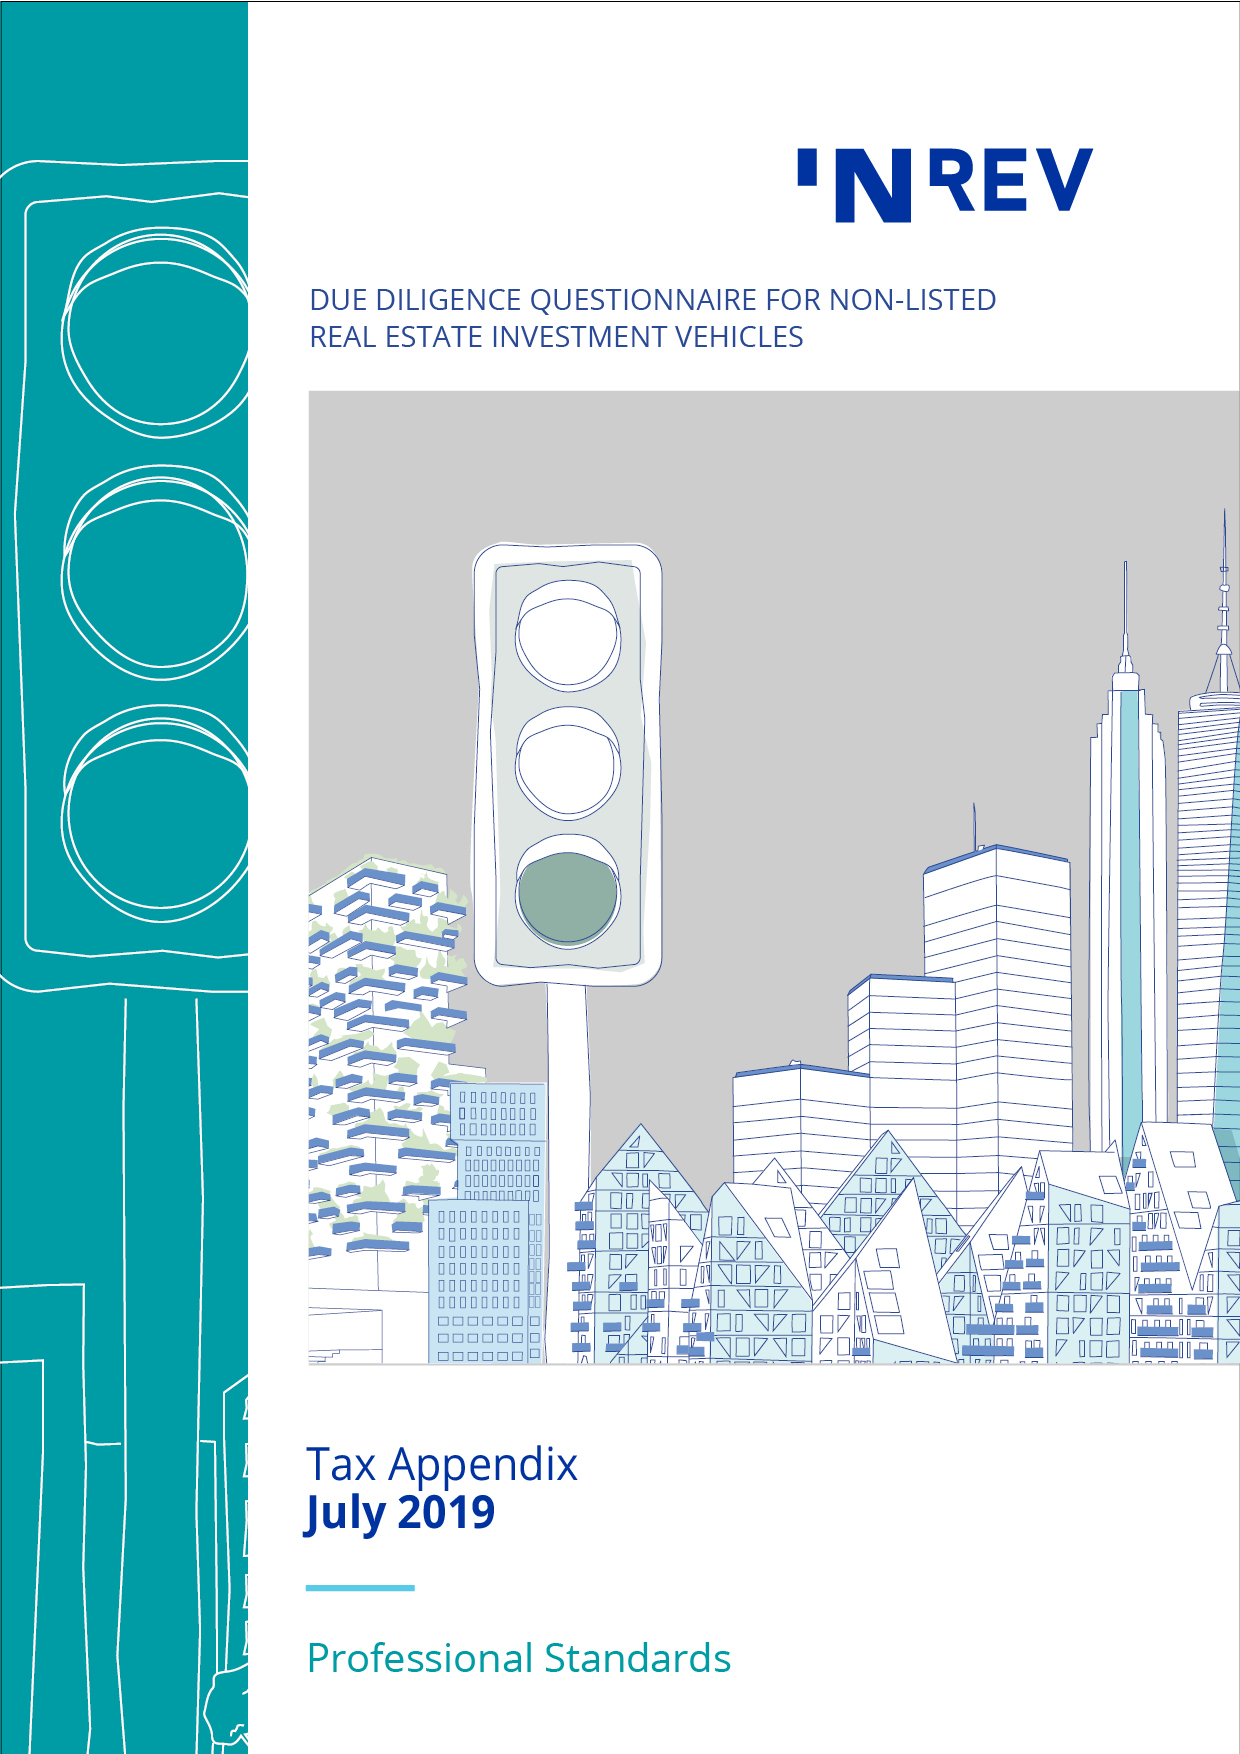 INREV
DUE DILIGENCE QUESTIONNAIRE FOR NON-LISTED
REAL ESTATE INVESTMENT VEHICLES
Tax Appendix
July 2019
Professional Standards